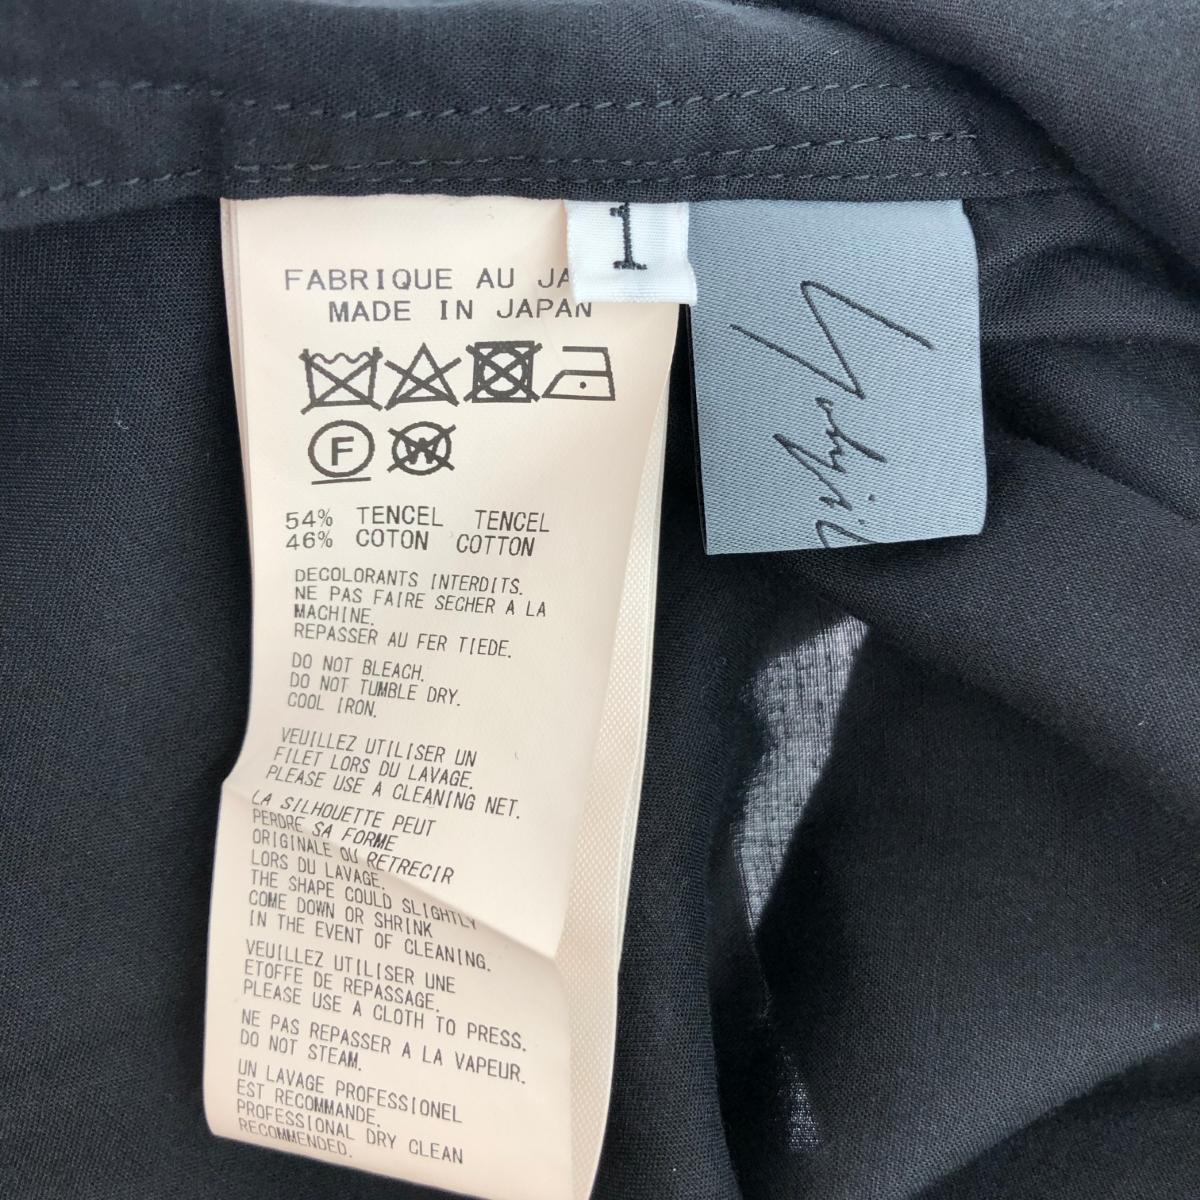 1
FABRIQUE AU JA
MADE IN JAPAN
F
W
54% TENCEL TENCEL
46% COTON COTTON
DECOLORANTS INTERDITS.
NE PAS FAIRE SECHER A LA
MACHINE.
REPASSER AU FER TIEDE.
DO NOT BLEACH.
DO NOT TUMBLE DRY.
COOL IRON.
VEUILLEZ UTILISER UN
FILET LORS DU LAVAGE.
PLEASE USE A CLEANING NET.
LA SILHOUETTE PEUT
PERDRE SA FORME
ORIGINALE OU RETRECIR
LORS DU LAVAGE.
THE SHAPE COULD SLIGHTLY
COME DOWN OR SHRINK
IN THE EVENT OF CLEANING.
VEUILLEZ UTILISER UNE
ETOFFE DE REPASSAGE.
PLEASE USE A CLOTH TO PRESS.
NE PAS REPASSER A LA VAPEUR.
DO NOT STEAM.
UN LAVAGE PROFESSIONEL
EST RECOMMANDE.
PROFESSIONAL DRY CLEAN
RECOMMENDED.